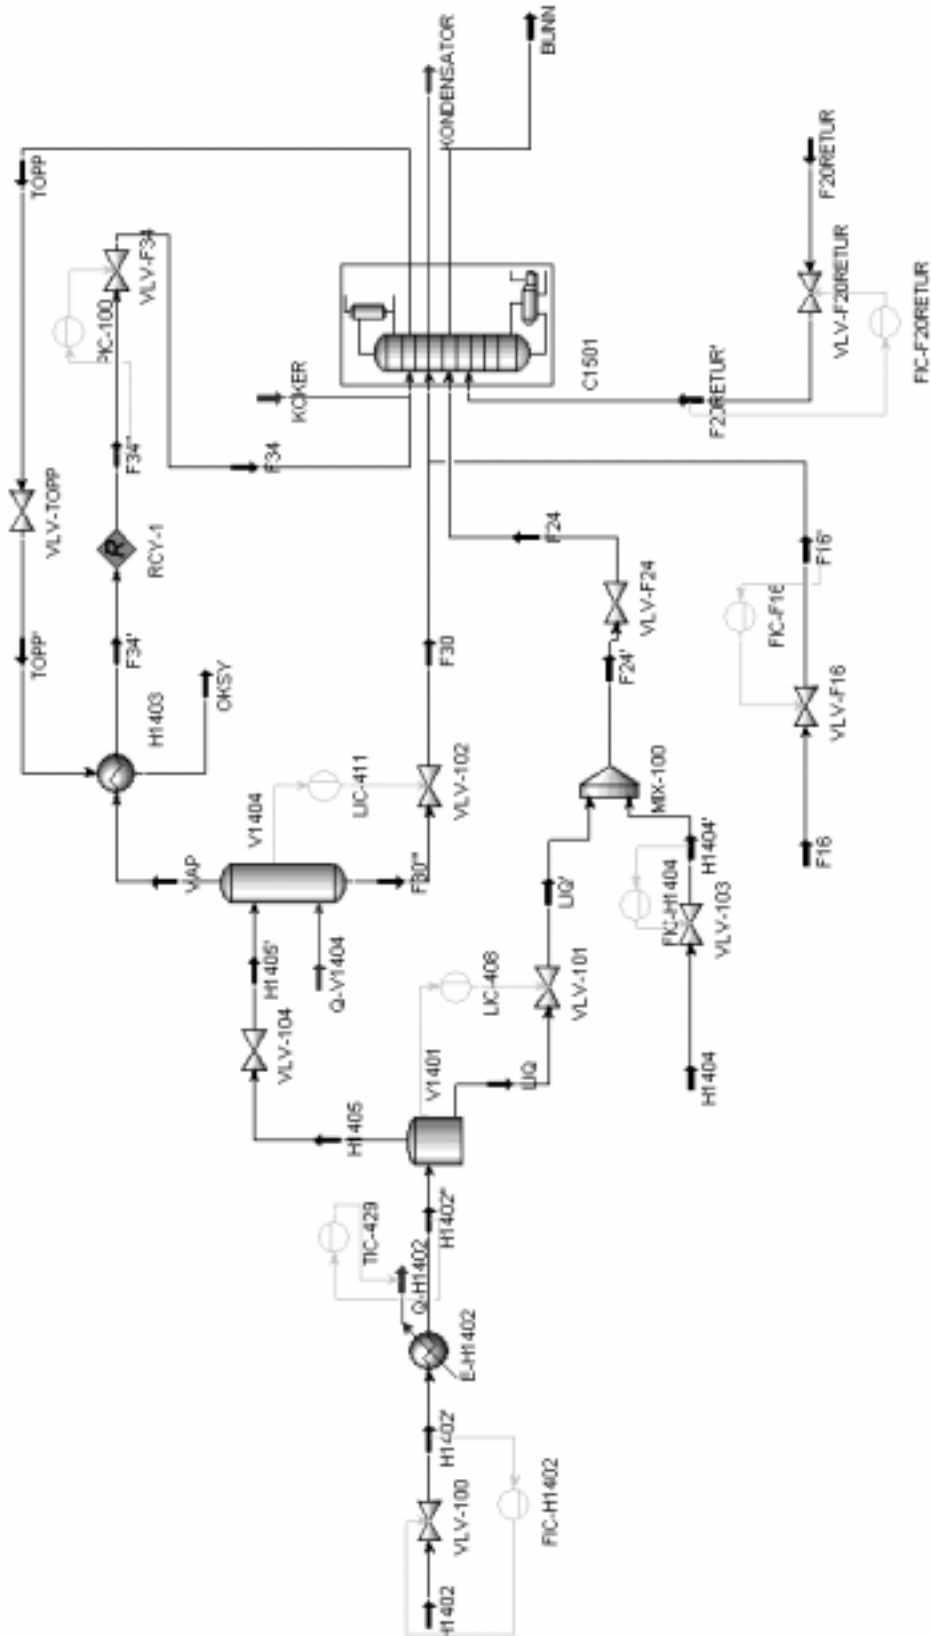 BUNN
KONDENSATOR
TOPP
F20RETUR
VLV-F34
PIC-100
VLV-F20RETUR
FIC-F20RETUR
C1501
KOKER
F20RETUR'
F34"
F34
VLV-TOPP
RCY-1
F24
F16'
VLV-F24
FIC-F16
TOPP'
F34'
OKSY
F30
F24'
H1403
VLV-F16
V1404
LIC-411
VLV-102
MIX-100
VAP
F30"
F16
LIQ'
H1404'
FIC-H1404
VLV-103
H1405'
Q-V1404
LIC-408
VLV-101
VLV-104
V1401
LIQ
H1404
H1405
TIC-429
Q-H1402
H1402"
E-H1402
H1402'
VLV-100
FIC-H1402
H1402